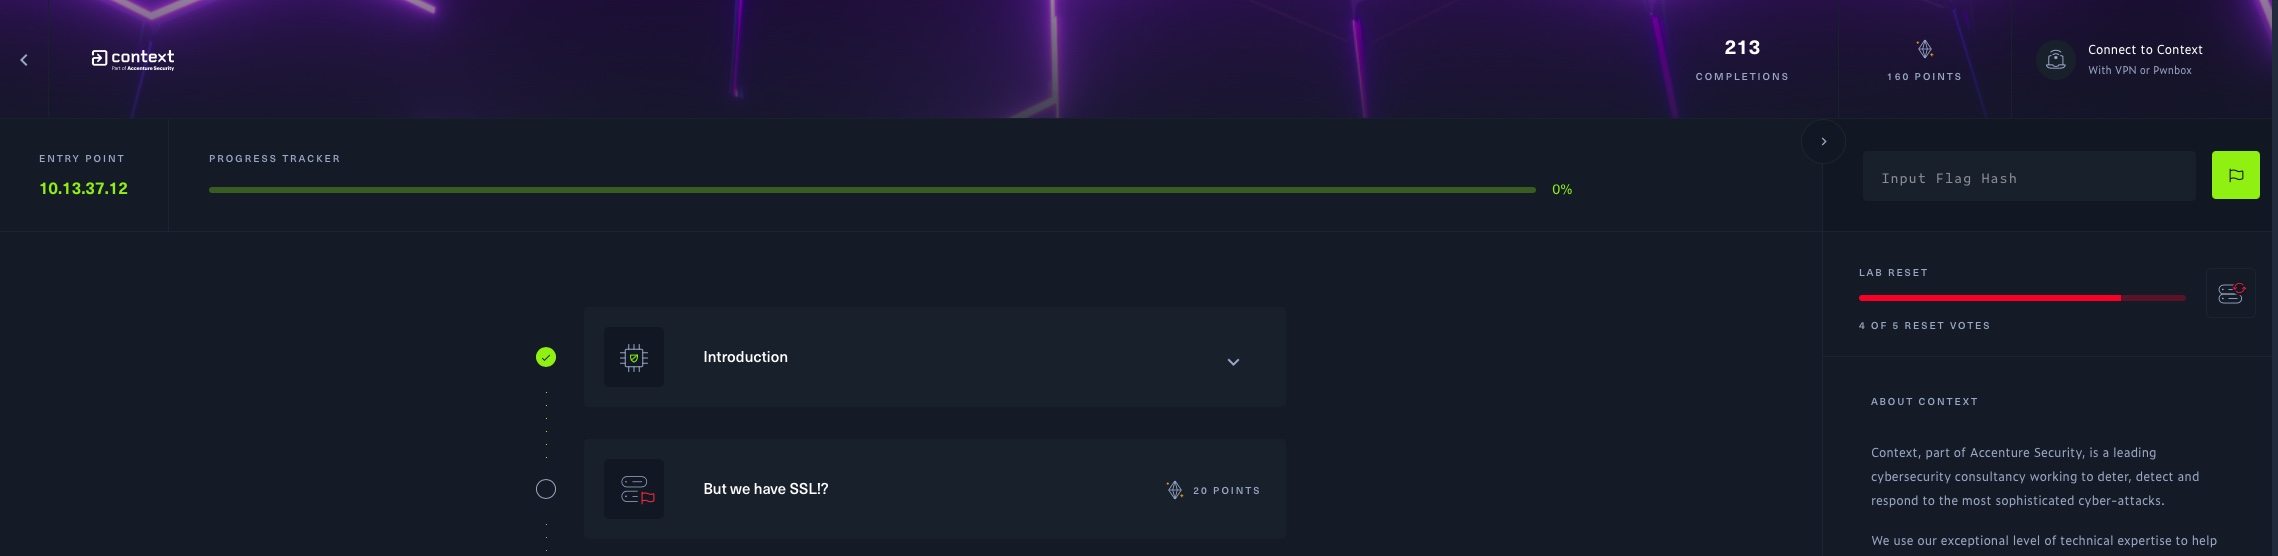 context
Part of Accenture Security
213
COMPLETIONS
160 POINTS
Connect to Context
With VPN or Pwnbox
ENTRY POINT
10.13.37.12
PROGRESS TRACKER
0%
Input Flag Hash
Introduction
But we have SSL!?
20 POINTS
LAB RESET
4 OF 5 RESET VOTES
ABOUT CONTEXT
Context, part of Accenture Security, is a leading
cybersecurity consultancy working to deter, detect and
respond to the most sophisticated cyber-attacks.
We use our exceptional level of technical expertise to help